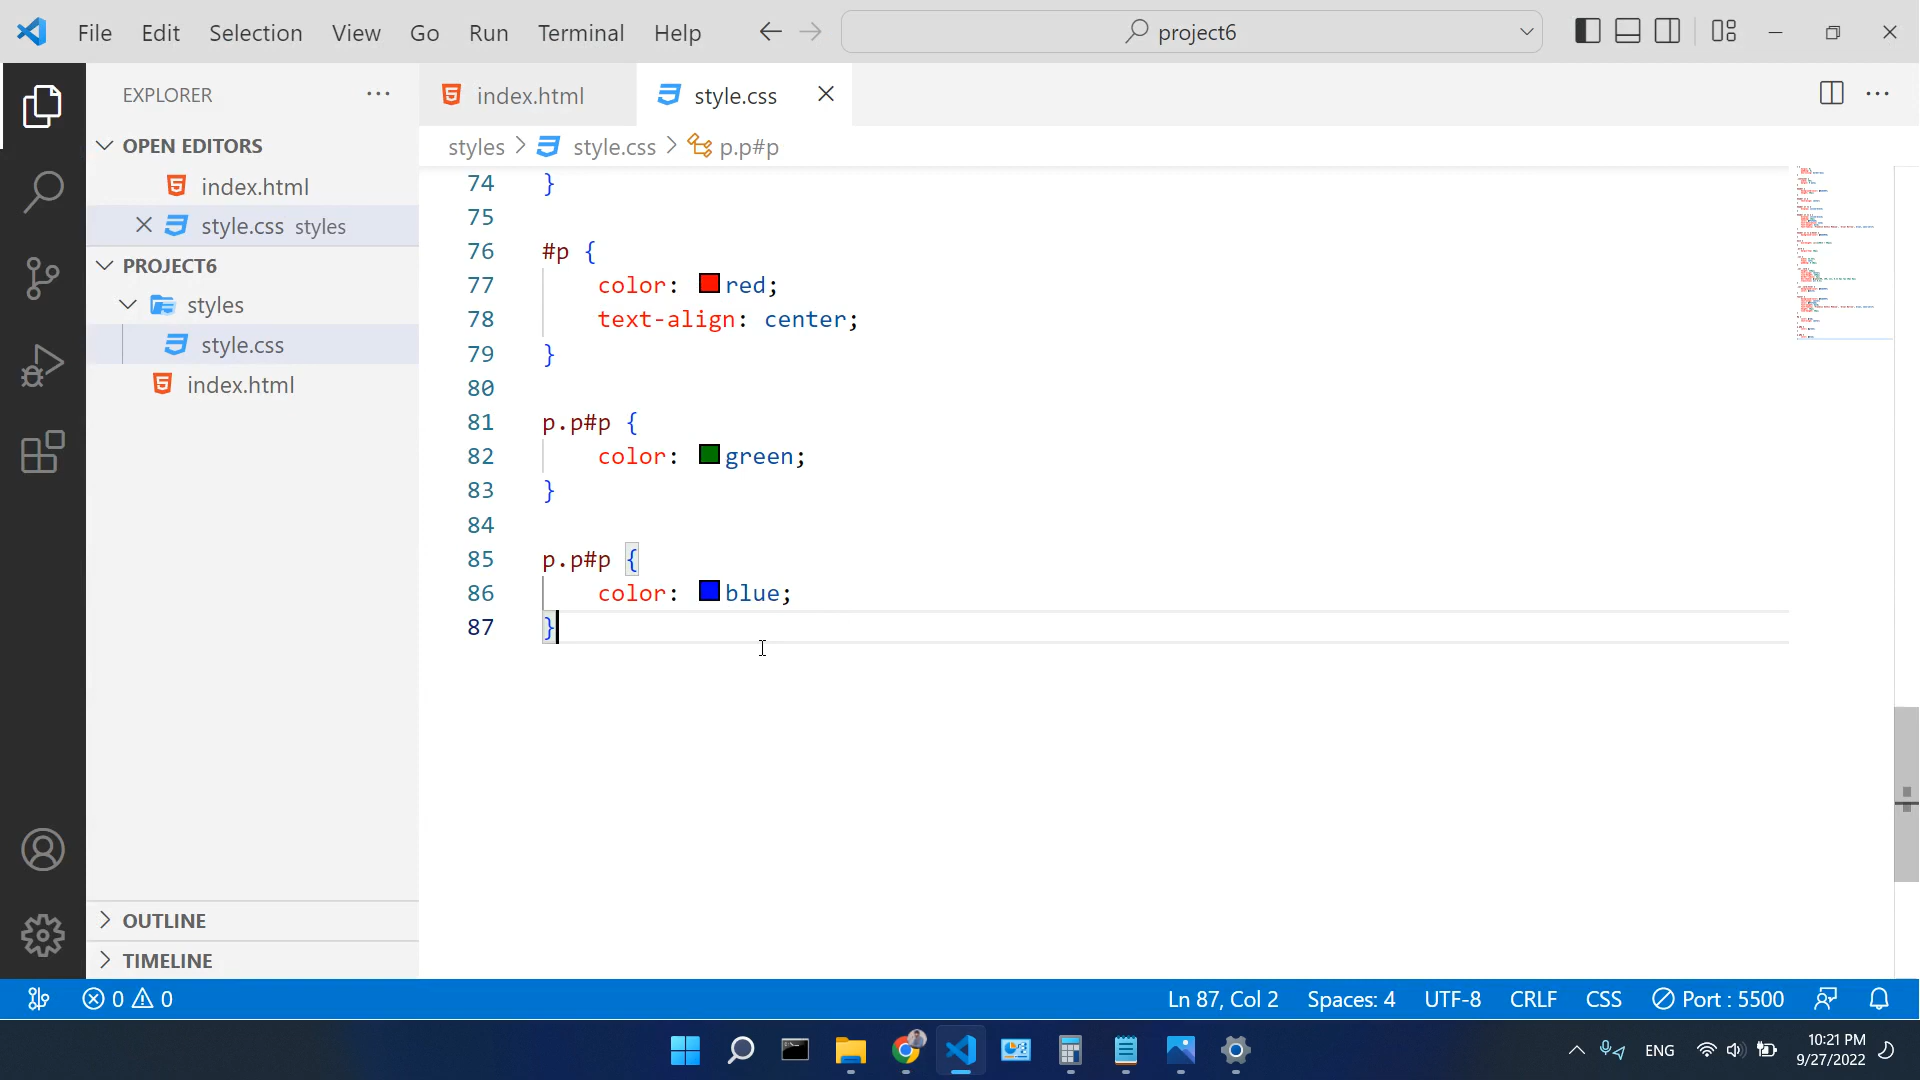 File Edit Selection View Go Run Terminal Help project6
EXPLORER
index.html style.css
OPEN EDITORS
styles style.css p.p#p
index.html
style.css styles
PROJECT6
styles
style.css
index.html
74 }
75
76 #p {
77 color: red;
78 text-align: center;
79 }
80
81 p.p#p {
82 color: green;
83 }
84
85 p.p#p {
86 color: blue;
87 }
OUTLINE
TIMELINE
0 0 Ln 87, Col 2 Spaces: 4 UTF-8 CRLF CSS Port : 5500
ENG
10:21 PM
9/27/2022